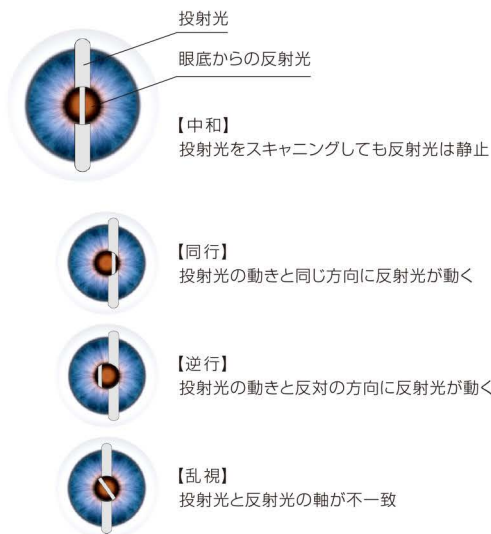 投射光
眼底からの反射光
【中和】
投射光をスキャニングしても反射光は静止
【同行】
投射光の動きと同じ方向に反射光が動く
【逆行】
投射光の動きと反対の方向に反射光が動く
【乱視】
投射光と反射光の軸が不一致